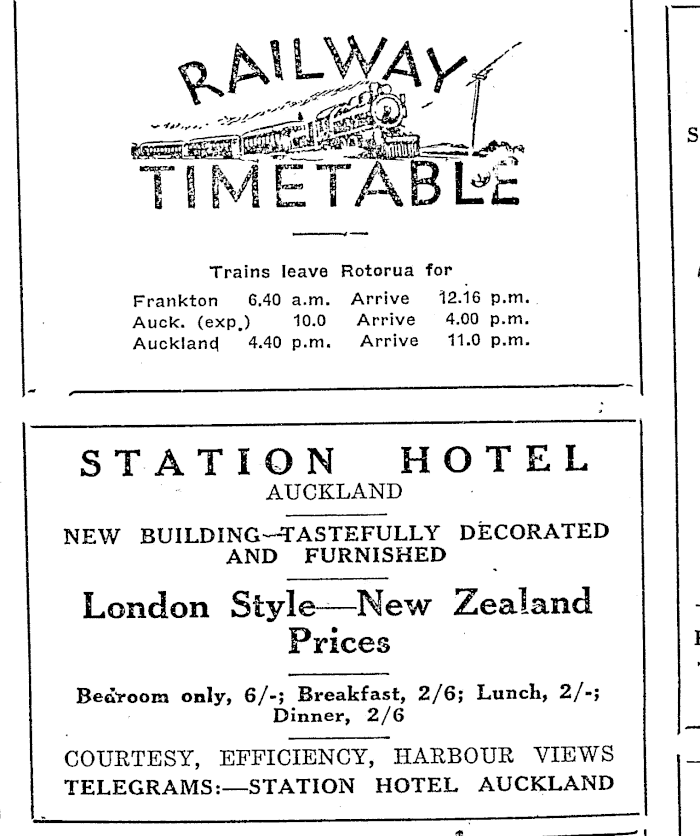 RAILWAY
TIMETABLE
Trains leave Rotorua for
Frankton 6.40 a.m. Arrive 12.16 p.m.
Auck. (exp.) 10.0 Arrive 4.00 p.m.
Auckland 4.40 p.m. Arrive 11.0 p.m.
STATION HOTEL
AUCKLAND
NEW BUILDING—TASTEFULLY DECORATED
AND FURNISHED
London Style—New Zealand
Prices
Bedroom only, 6/-; Breakfast, 2/6; Lunch, 2/-;
Dinner, 2/6
COURTESY, EFFICIENCY, HARBOUR VIEWS
TELEGRAMS:—STATION HOTEL AUCKLAND